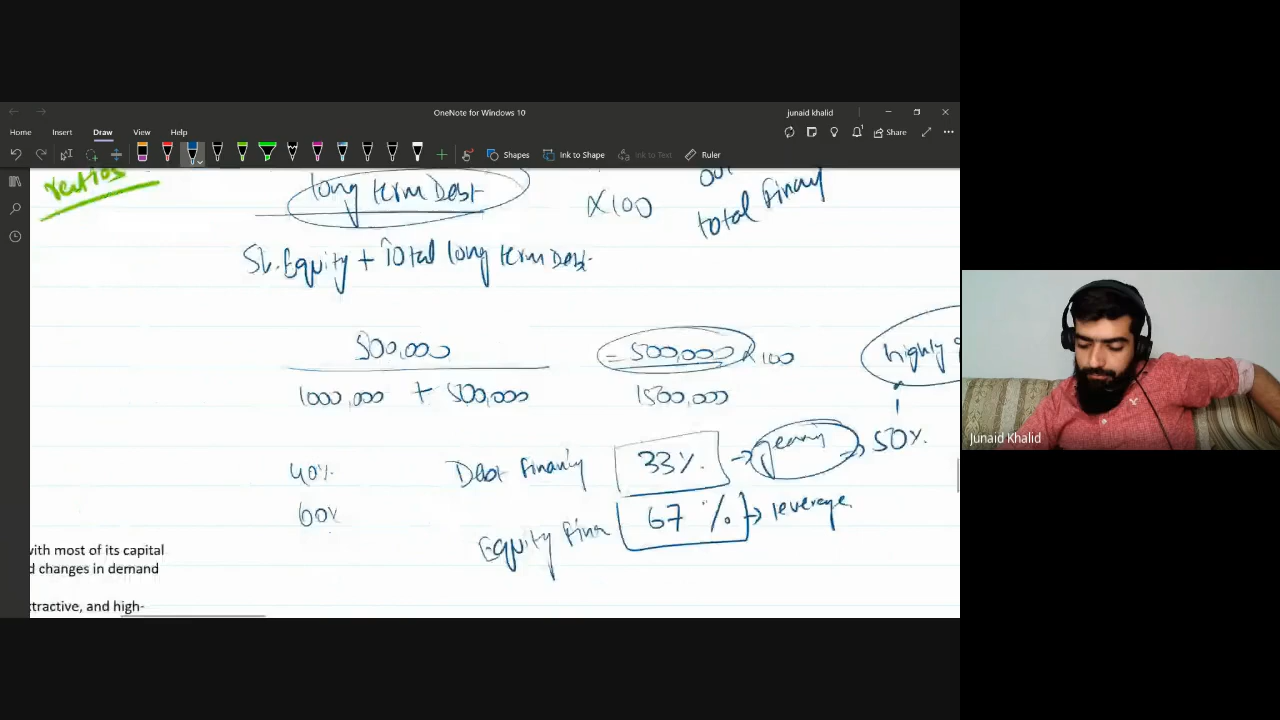 OneNote for Windows 10
junaid khalid
Home Insert Draw View Help
Shapes Ink to Shape Ink to Text Ruler Share
ratios
long term Debt
X100
out
total Financ
Sh. Equity + Total long term Debt
500,000
= 500,000 X100
highly g
1000,000 + 500,000
1500,000
40%
Debt Financing 33% → gearing → 50%.
60%
Equity Finan 67 % → leverage
Junaid Khalid
with most of its capital
d changes in demand
ttractive, and high-